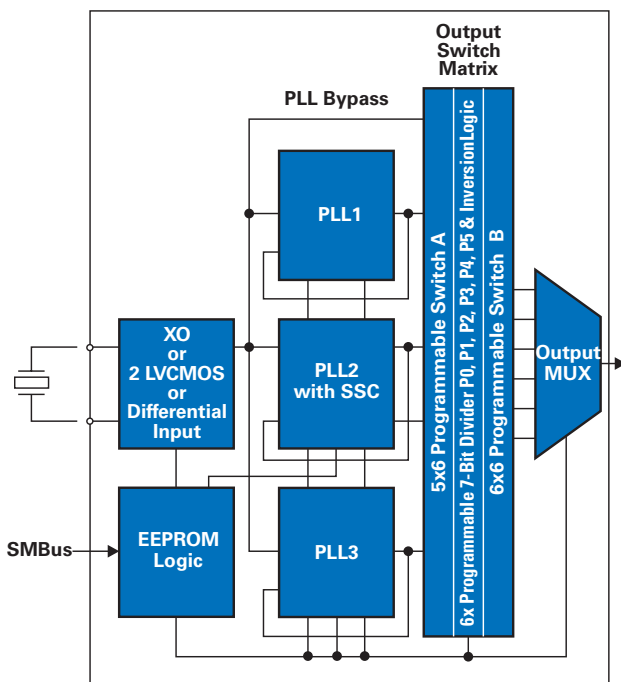 Output
Switch
Matrix
PLL Bypass
PLL1
5x6 Programmable Switch A
6x Programmable 7-Bit Divider P0, P1, P2, P3, P4, P5 & InversionLogic
6x6 Programmable Switch B
XO
or
2 LVCMOS
or
Differential
Input
PLL2
with SSC
Output
MUX
SMBus
EEPROM
Logic
PLL3